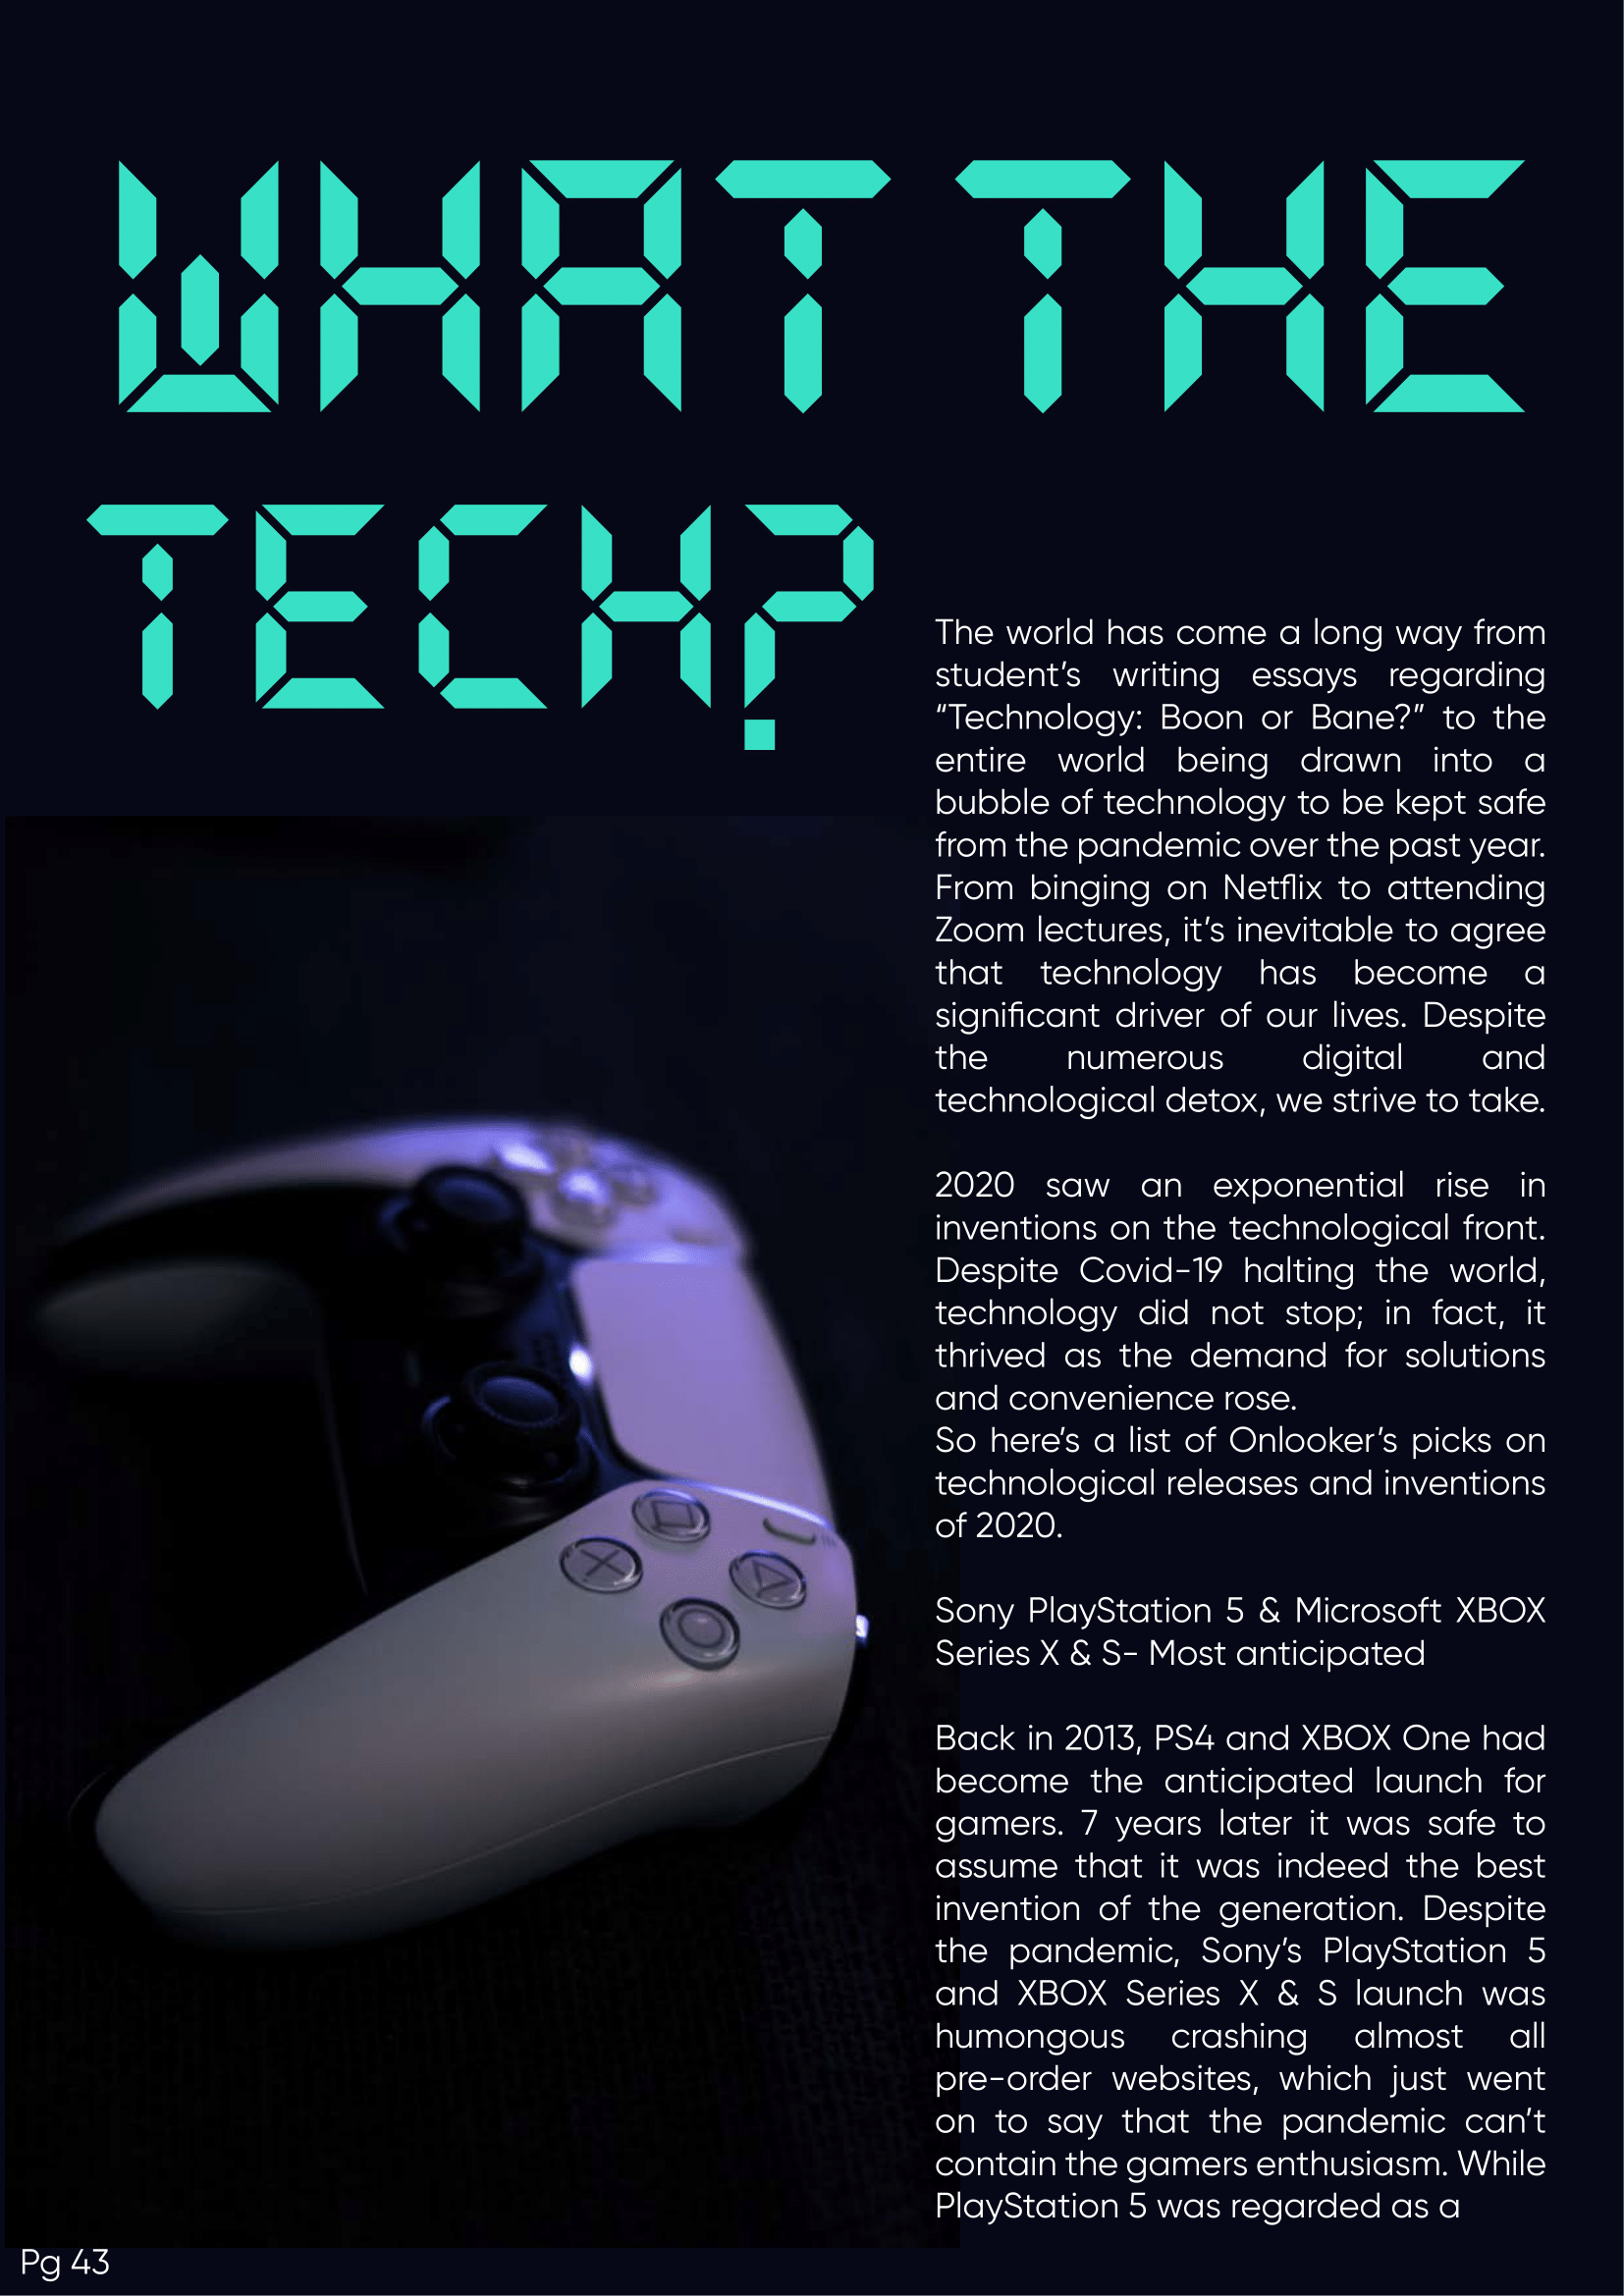 WHAT THE
TECH?
The world has come a long way from
student’s writing essays regarding
“Technology: Boon or Bane?” to the
entire world being drawn into a
bubble of technology to be kept safe
from the pandemic over the past year.
From binging on Netflix to attending
Zoom lectures, it’s inevitable to agree
that technology has become a
significant driver of our lives. Despite
the numerous digital and
technological detox, we strive to take.
2020 saw an exponential rise in
inventions on the technological front.
Despite Covid-19 halting the world,
technology did not stop; in fact, it
thrived as the demand for solutions
and convenience rose.
So here’s a list of Onlooker’s picks on
technological releases and inventions
of 2020.
Sony PlayStation 5 & Microsoft XBOX
Series X & S- Most anticipated
Back in 2013, PS4 and XBOX One had
become the anticipated launch for
gamers. 7 years later it was safe to
assume that it was indeed the best
invention of the generation. Despite
the pandemic, Sony’s PlayStation 5
and XBOX Series X & S launch was
humongous crashing almost all
pre-order websites, which just went
on to say that the pandemic can’t
contain the gamers enthusiasm. While
PlayStation 5 was regarded as a
Pg 43